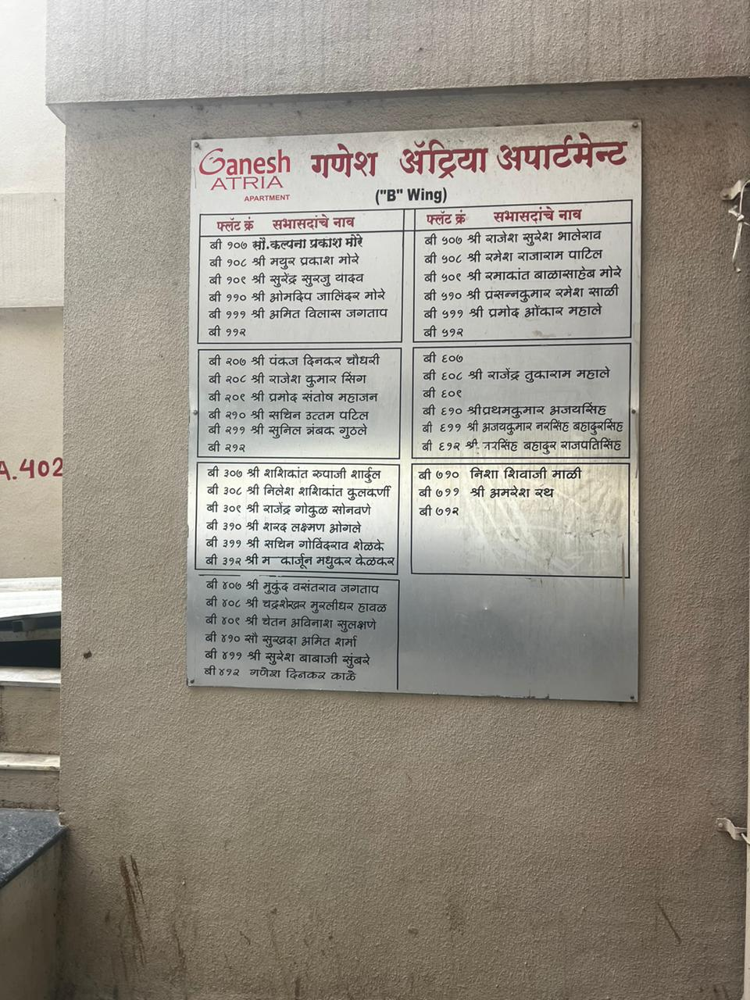 Ganesh
ATRIA
APARTMENT
गणेश ॲट्रिया अपार्टमेन्ट
("B" Wing)
फ्लॅट क्रं सभासदांचे नाव
बी १०७ सौ.कल्पना प्रकाश मोरे
बी १०८ श्री मयुर प्रकाश मोरे
बी १०९ श्री सुरेंद्र सुरजु यादव
बी ११० श्री ओमदिप जालिंदर मोरे
बी १११ श्री अमित विलास जगताप
बी ११२
बी २०७ श्री पंकज दिनकर चौधरी
बी २०८ श्री राजेश कुमार सिंग
बी २०९ श्री प्रमोद संतोष महाजन
बी २१० श्री सचिन उत्तम पटिल
बी २११ श्री सुनिल त्रंबक गुठले
बी २१२
बी ३०७ श्री शशिकांत रुपाजी शार्दुल
बी ३०८ श्री निलेश शशिकांत कुलकर्णी
बी ३०९ श्री राजेंद्र गोकुळ सोनवणे
बी ३१० श्री शरद लक्ष्मण ओगले
बी ३११ श्री सचिन गोविंदराव शेळके
बी ३१२ श्री मधुकर केळकर
बी ४०७ श्री मुकुंद वसंतराव जगताप
बी ४०८ श्री चद्रशेखर मुरलीधर हावळ
बी ४०९ श्री चेतन अविनाश सुलक्षणे
बी ४१० सौ सुखदा अमित शर्मा
बी ४११ श्री सुरेश बाबाजी सुंबरे
बी ४१२ गणेश दिनकर काळे
फ्लॅट क्रं सभासदांचे नाव
बी ५०७ श्री राजेश सुरेश भालेराव
बी ५०८ श्री रमेश राजाराम पाटिल
बी ५०९ श्री रमाकांत बाळासाहेब मोरे
बी ५१० श्री प्रसन्नकुमार रमेश साळी
बी ५११ श्री प्रमोद ओंकार महाले
बी ५१२
बी ६०७
बी ६०८ श्री राजेंद्र तुकाराम महाले
बी ६०९
बी ६१० श्रीप्रथमकुमार अजयसिंह
बी ६११ श्री अजयकुमार नरसिंह बहादुरसिंह
बी ६१२ श्री. नरसिंह बहादुर राजपतिसिंह
बी ७१० निशा शिवाजी माळी
बी ७११ श्री अमरेश रथ
बी ७१२
A.402